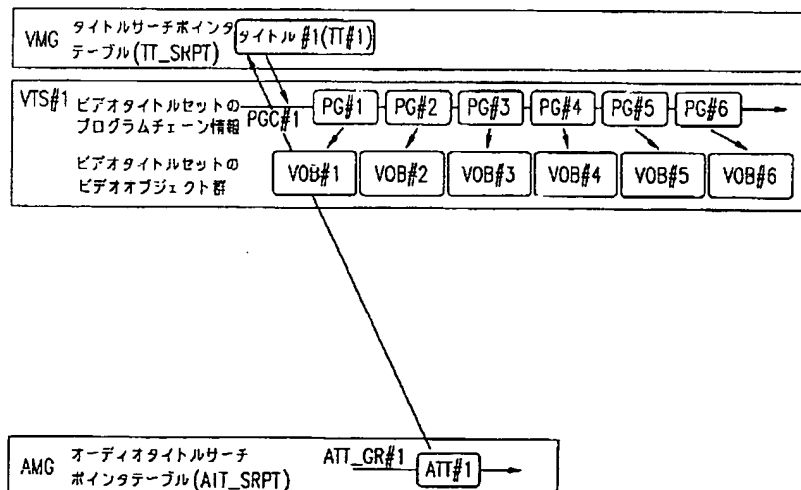 VMG タイトルサーチポインタ
テーブル(TT_SRPT)
タイトル #1(TT#1)
VTS#1 ビデオタイトルセットの
プログラムチェーン情報
PGC#1
PG#1 PG#2 PG#3 PG#4 PG#5 PG#6
ビデオタイトルセットの
ビデオオブジェクト群
VOB#1 VOB#2 VOB#3 VOB#4 VOB#5 VOB#6
AMG オーディオタイトルサーチ
ポインタテーブル(AIT_SRPT)
ATT_GR#1
ATT#1